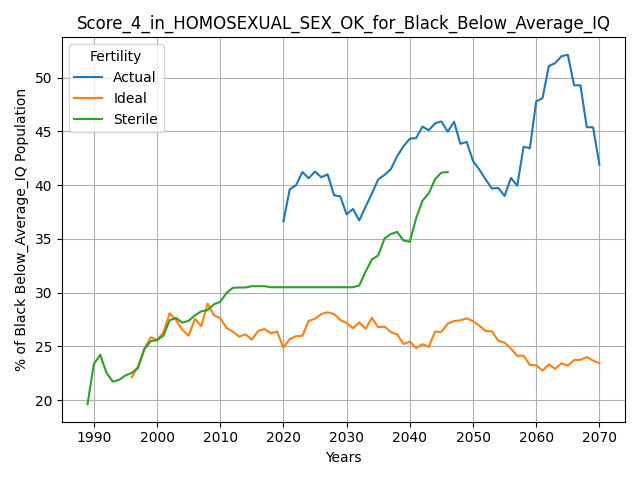 Score_4_in_HOMOSEXUAL_SEX_OK_for_Black_Below_Average_IQ
Fertility
Actual
Ideal
Sterile
% of Black Below_Average_IQ Population
50
45
40
35
30
25
20
1990 2000 2010 2020 2030 2040 2050 2060 2070
Years